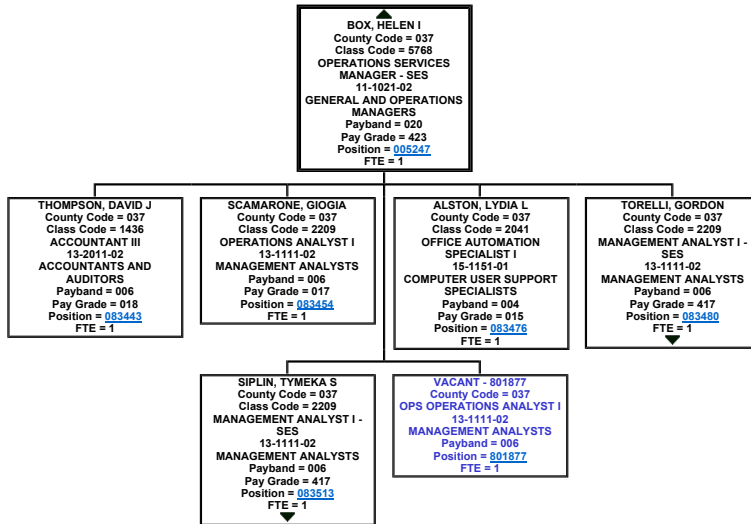 BOX, HELEN I
County Code = 037
Class Code = 5768
OPERATIONS SERVICES
MANAGER - SES
11-1021-02
GENERAL AND OPERATIONS
MANAGERS
Payband = 020
Pay Grade = 423
Position = 005247
FTE = 1
THOMPSON, DAVID J
County Code = 037
Class Code = 1436
ACCOUNTANT III
13-2011-02
ACCOUNTANTS AND
AUDITORS
Payband = 006
Pay Grade = 018
Position = 083443
FTE = 1
SCAMARONE, GIOGIA
County Code = 037
Class Code = 2209
OPERATIONS ANALYST I
13-1111-02
MANAGEMENT ANALYSTS
Payband = 006
Pay Grade = 017
Position = 083454
FTE = 1
ALSTON, LYDIA L
County Code = 037
Class Code = 2041
OFFICE AUTOMATION
SPECIALIST I
15-1151-01
COMPUTER USER SUPPORT
SPECIALISTS
Payband = 004
Pay Grade = 015
Position = 083476
FTE = 1
TORELLI, GORDON
County Code = 037
Class Code = 2209
MANAGEMENT ANALYST I -
SES
13-1111-02
MANAGEMENT ANALYSTS
Payband = 006
Pay Grade = 417
Position = 083480
FTE = 1
SIPLIN, TYMEKA S
County Code = 037
Class Code = 2209
MANAGEMENT ANALYST I -
SES
13-1111-02
MANAGEMENT ANALYSTS
Payband = 006
Pay Grade = 417
Position = 083513
FTE = 1
VACANT - 801877
County Code = 037
OPS OPERATIONS ANALYST I
13-1111-02
MANAGEMENT ANALYSTS
Payband = 006
Position = 801877
FTE = 1